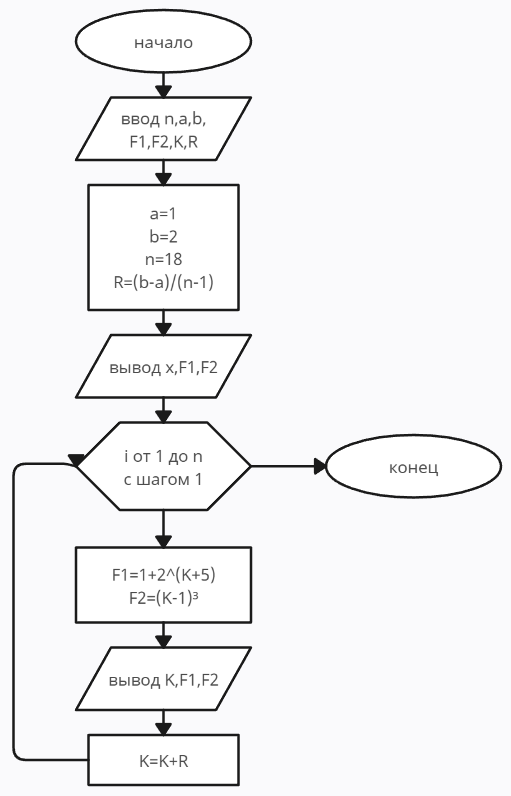 начало
ввод n,a,b,
F1,F2,K,R
a=1
b=2
n=18
R=(b-a)/(n-1)
вывод x,F1,F2
i от 1 до n
с шагом 1
конец
F1=1+2^(K+5)
F2=(K-1)³
вывод K,F1,F2
K=K+R